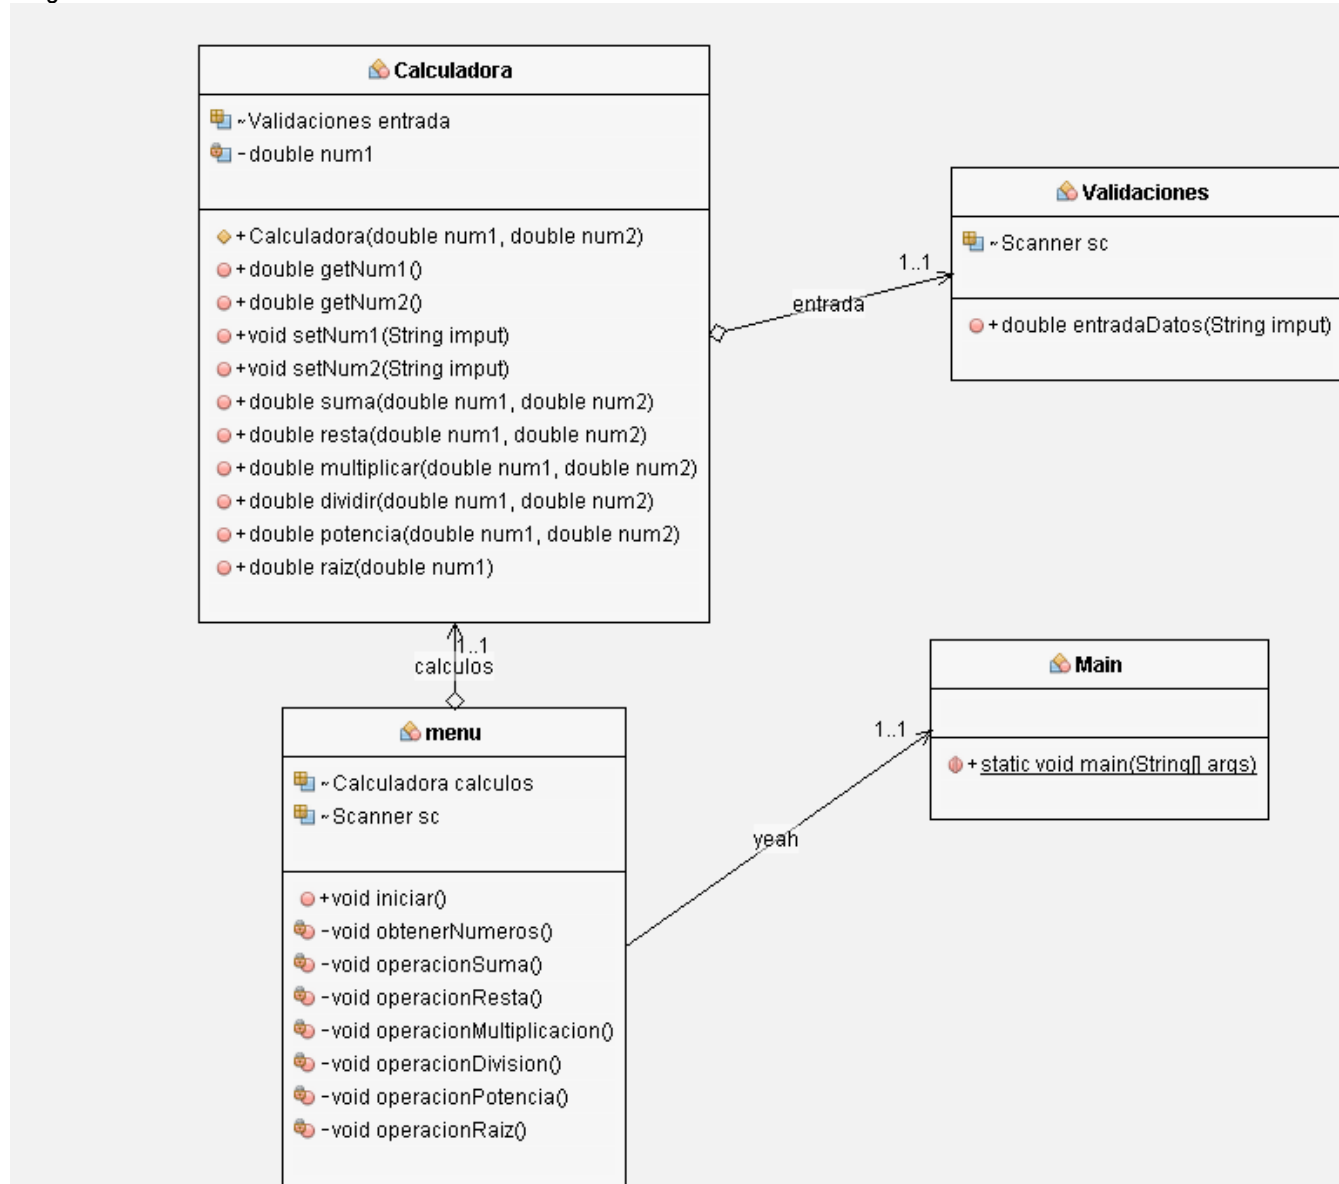 Calculadora
~Validaciones entrada
-double num1
+Calculadora(double num1, double num2)
+double getNum1()
+double getNum2()
+void setNum1(String imput)
+void setNum2(String imput)
+double suma(double num1, double num2)
+double resta(double num1, double num2)
+double multiplicar(double num1, double num2)
+double dividir(double num1, double num2)
+double potencia(double num1, double num2)
+double raiz(double num1)
Validaciones
~Scanner sc
+double entradaDatos(String imput)
1..1
entrada
1..1
calculos
menu
~Calculadora calculos
~Scanner sc
+void iniciar()
-void obtenerNumeros()
-void operacionSuma()
-void operacionResta()
-void operacionMultiplicacion()
-void operacionDivision()
-void operacionPotencia()
-void operacionRaiz()
Main
+static void main(String[] args)
1..1
yeah